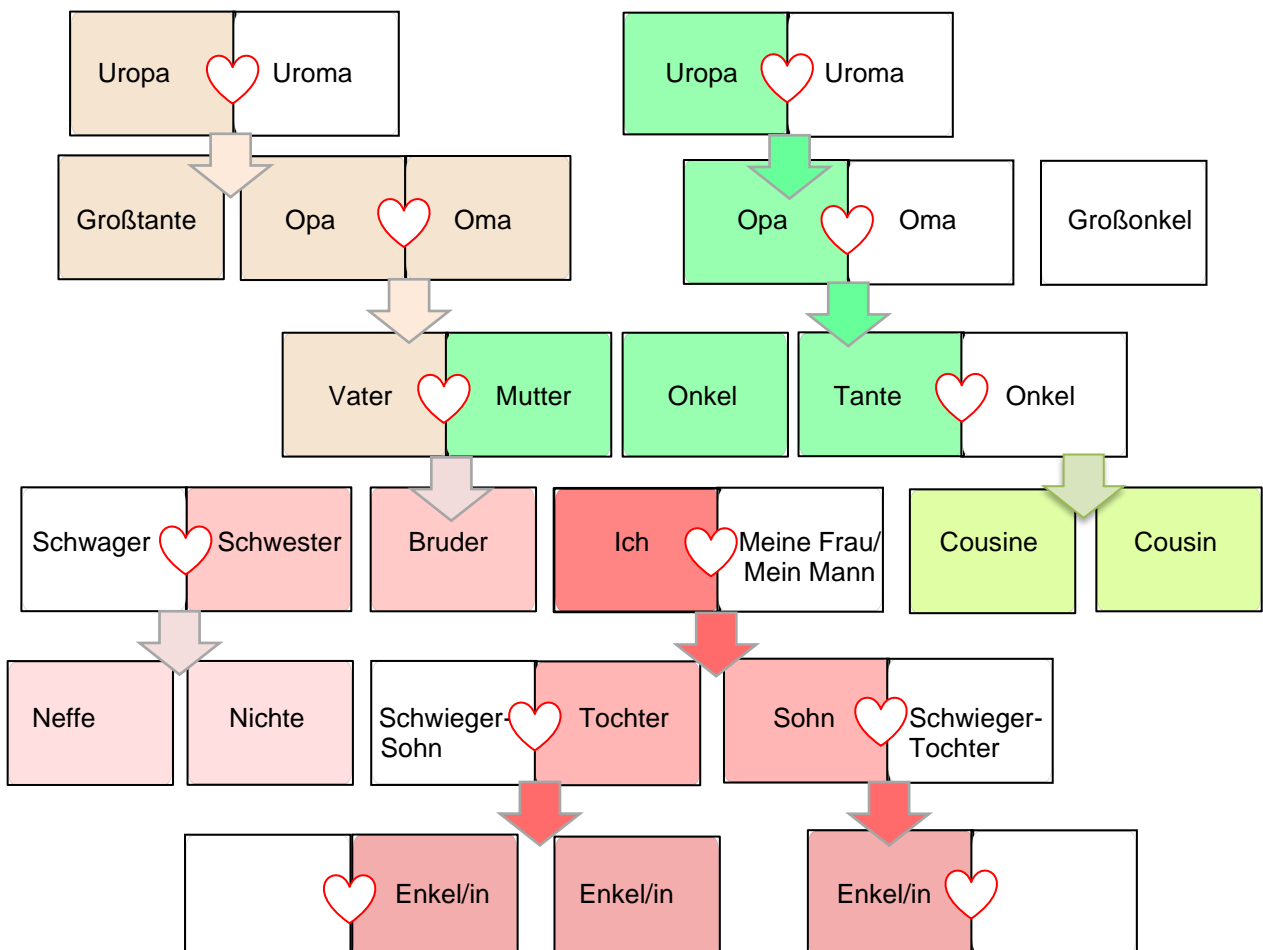 Uropa Uroma Uropa Uroma
Großtante Opa Oma Opa Oma Großonkel
Vater Mutter Onkel Tante Onkel
Schwager Schwester Bruder Ich Meine Frau/
Mein Mann
Cousine Cousin
Neffe Nichte Schwieger-
Sohn
Tochter Sohn Schwieger-
Tochter
Enkel/in Enkel/in Enkel/in